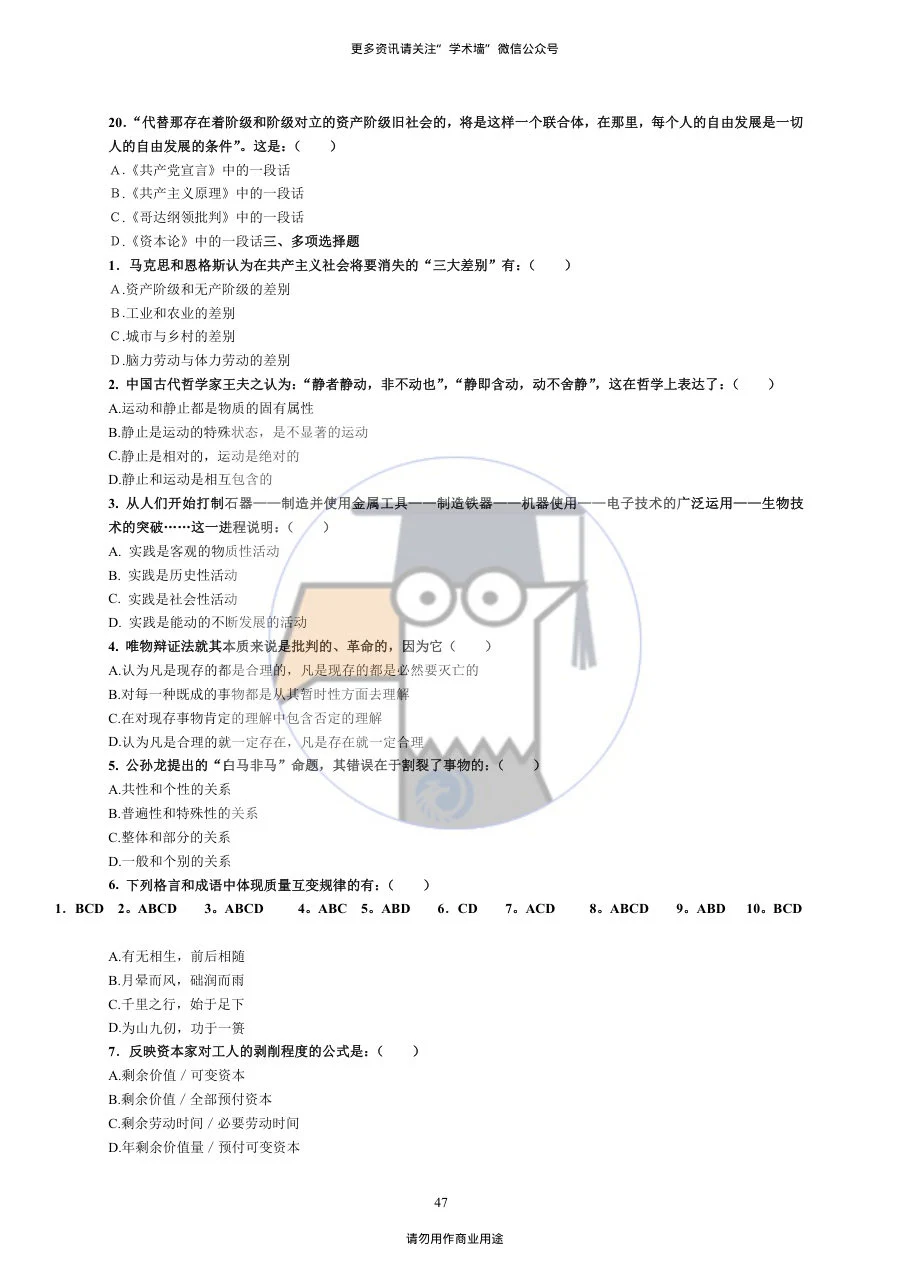 更多资讯请关注“学术墙”微信公众号
20.“代替那存在着阶级和阶级对立的资产阶级旧社会的，将是这样一个联合体，在那里，每个人的自由发展是一切
人的自由发展的条件”。这是：（　　）
A.《共产党宣言》中的一段话
B.《共产主义原理》中的一段话
C.《哥达纲领批判》中的一段话
D.《资本论》中的一段话三、多项选择题
1．马克思和恩格斯认为在共产主义社会将要消失的“三大差别”有：（　　）
A.资产阶级和无产阶级的差别
B.工业和农业的差别
C.城市与乡村的差别
D.脑力劳动与体力劳动的差别
2. 中国古代哲学家王夫之认为：“静者静动，非不动也”，“静即含动，动不舍静”，这在哲学上表达了：（　　）
A.运动和静止都是物质的固有属性
B.静止是运动的特殊状态，是不显著的运动
C.静止是相对的，运动是绝对的
D.静止和运动是相互包含的
3. 从人们开始打制石器——制造并使用金属工具——制造铁器——机器使用——电子技术的广泛运用——生物技
术的突破……这一进程说明：（　　）
A. 实践是客观的物质性活动
B. 实践是历史性活动
C. 实践是社会性活动
D. 实践是能动的不断发展的活动
4. 唯物辩证法就其本质来说是批判的、革命的，因为它（　　）
A.认为凡是现存的都是合理的，凡是现存的都是必然要灭亡的
B.对每一种既成的事物都是从其暂时性方面去理解
C.在对现存事物肯定的理解中包含否定的理解
D.认为凡是合理的就一定存在，凡是存在就一定合理
5. 公孙龙提出的“白马非马”命题，其错误在于割裂了事物的：（　　）
A.共性和个性的关系
B.普遍性和特殊性的关系
C.整体和部分的关系
D.一般和个别的关系
6. 下列格言和成语中体现质量互变规律的有：（　　）
1．BCD 2。ABCD 3。ABCD 4。ABC 5。ABD 6．CD 7。ACD 8。ABCD 9。ABD 10。BCD
A.有无相生，前后相随
B.月晕而风，础润而雨
C.千里之行，始于足下
D.为山九仞，功于一篑
7．反映资本家对工人的剥削程度的公式是：（　　）
A.剩余价值／可变资本
B.剩余价值／全部预付资本
C.剩余劳动时间／必要劳动时间
D.年剩余价值量／预付可变资本
47
请勿用作商业用途